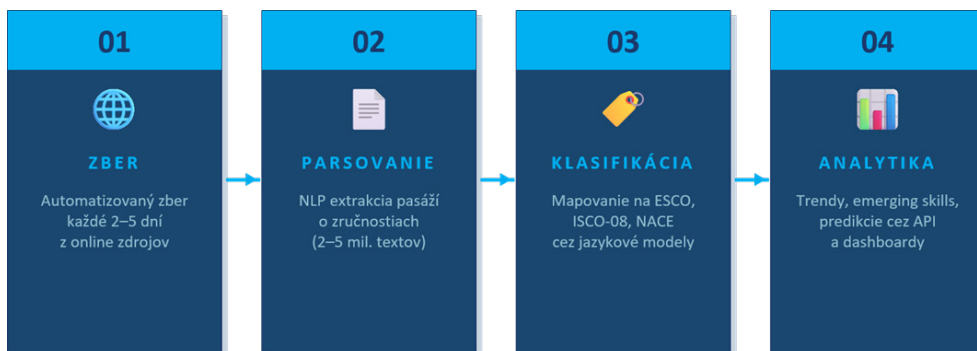 01
ZBER
Automatizovaný zber
každé 2–5 dní
z online zdrojov
02
PARSOVANIE
NLP extrakcia pasáží
o zručnostiach
(2–5 mil. textov)
03
KLASIFIKÁCIA
Mapovanie na ESCO,
ISCO-08, NACE
cez jazykové modely
04
ANALYTIKA
Trendy, emerging skills,
predikcie cez API
a dashboardy